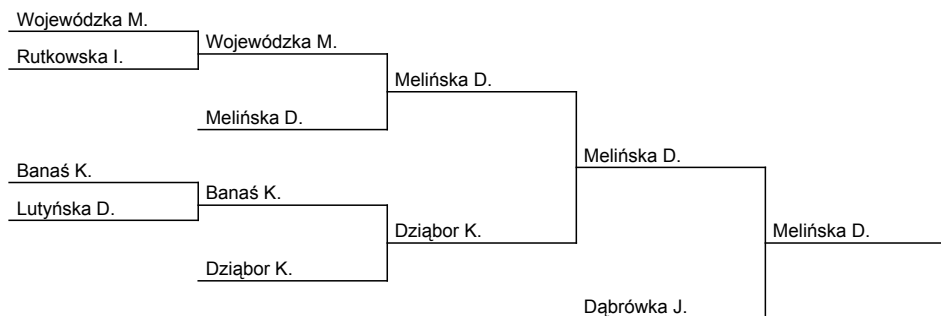 Wojewódzka M.
Rutkowska I.
Wojewódzka M.
Melińska D.
Melińska D.
Banaś K.
Lutyńska D.
Banaś K.
Dziąbor K.
Dziąbor K.
Melińska D.
Dąbrówka J.
Melińska D.